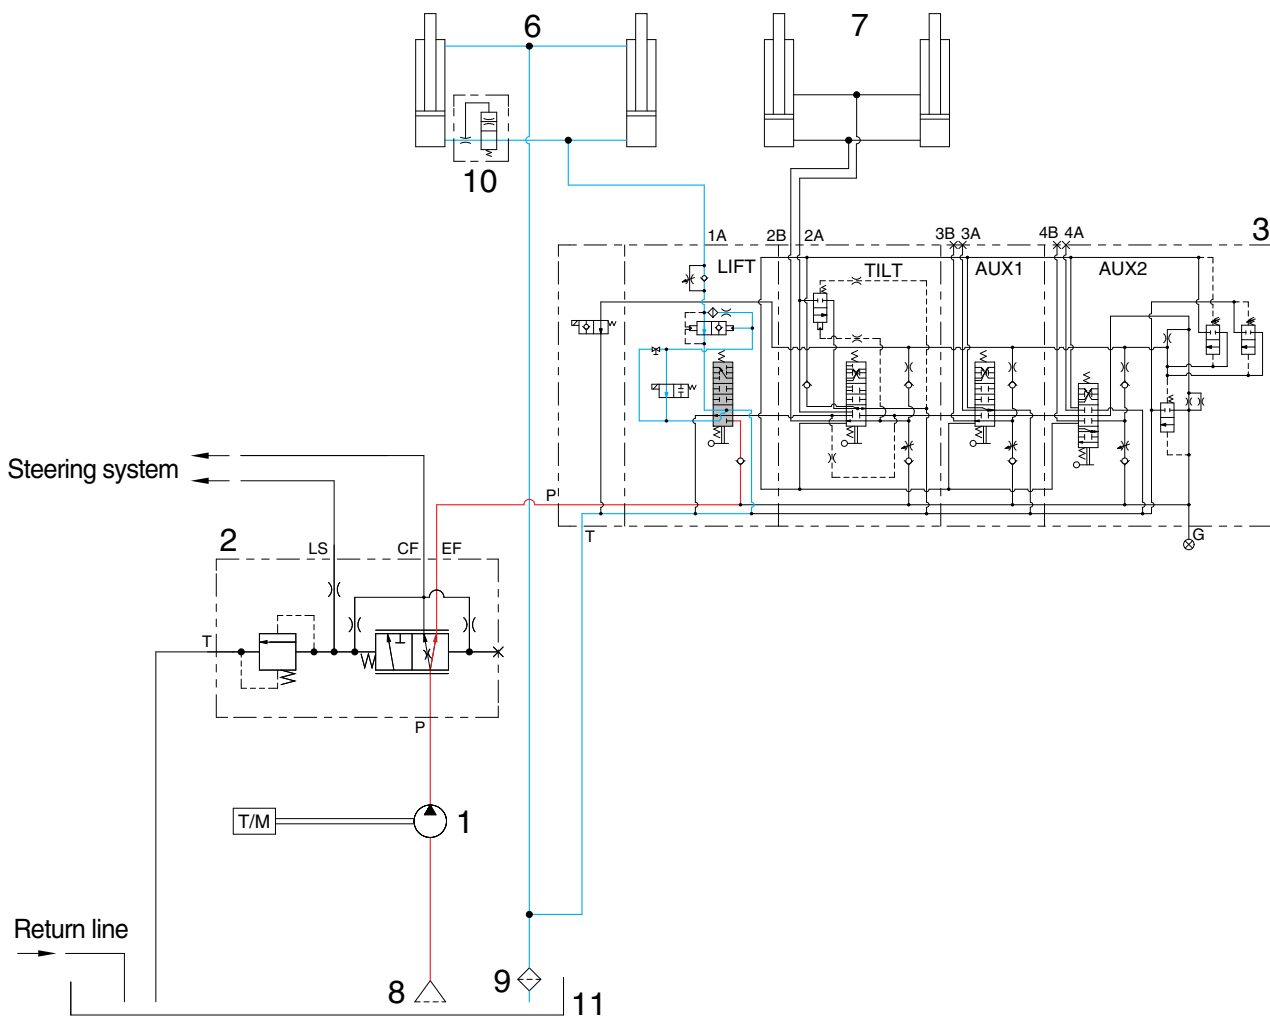 6
7
10
3
1A
2B
2A
3B
3A
4B
4A
LIFT
TILT
AUX1
AUX2
Steering system
P
T
G
2
LS
CF
EF
T
P
T/M
1
Return line
8
9
11